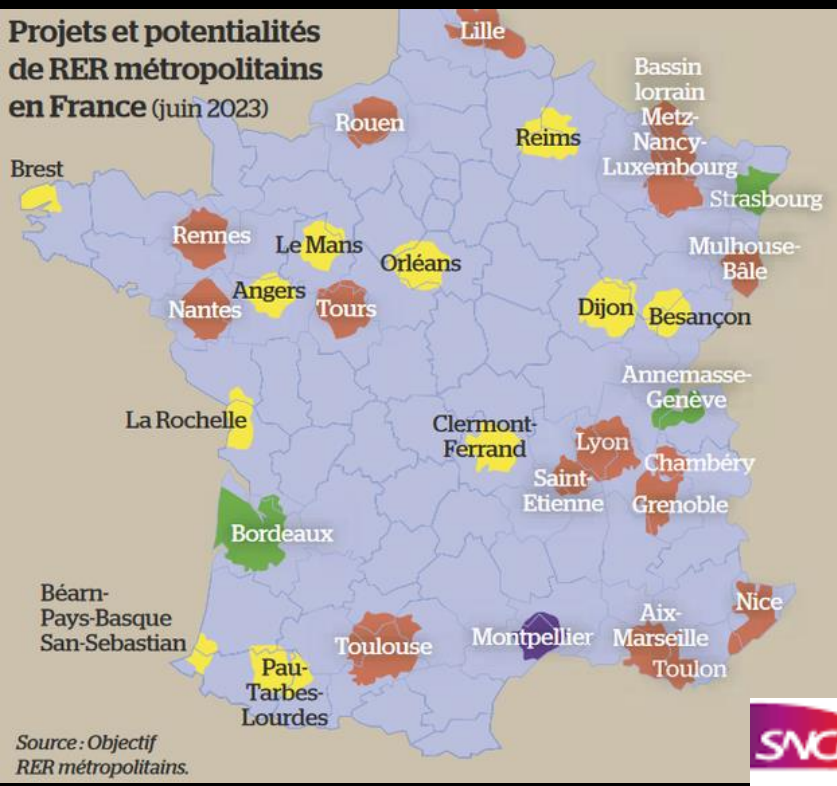 Projets et potentialités
de RER métropolitains
en France (juin 2023)
Lille
Rouen
Reims
Bassin
lorrain
Metz-
Nancy-
Luxembourg
Strasbourg
Brest
Rennes
Le Mans
Orléans
Mulhouse-
Bâle
Nantes
Angers
Tours
Dijon
Besançon
La Rochelle
Clermont-
Ferrand
Annemasse-
Genève
Lyon
Chambéry
Saint-
Etienne
Grenoble
Bordeaux
Béarn-
Pays-Basque
San-Sebastian
Pau-
Tarbes-
Lourdes
Toulouse
Montpellier
Aix-
Marseille
Toulon
Nice
Source : Objectif
RER métropolitains.
SNC